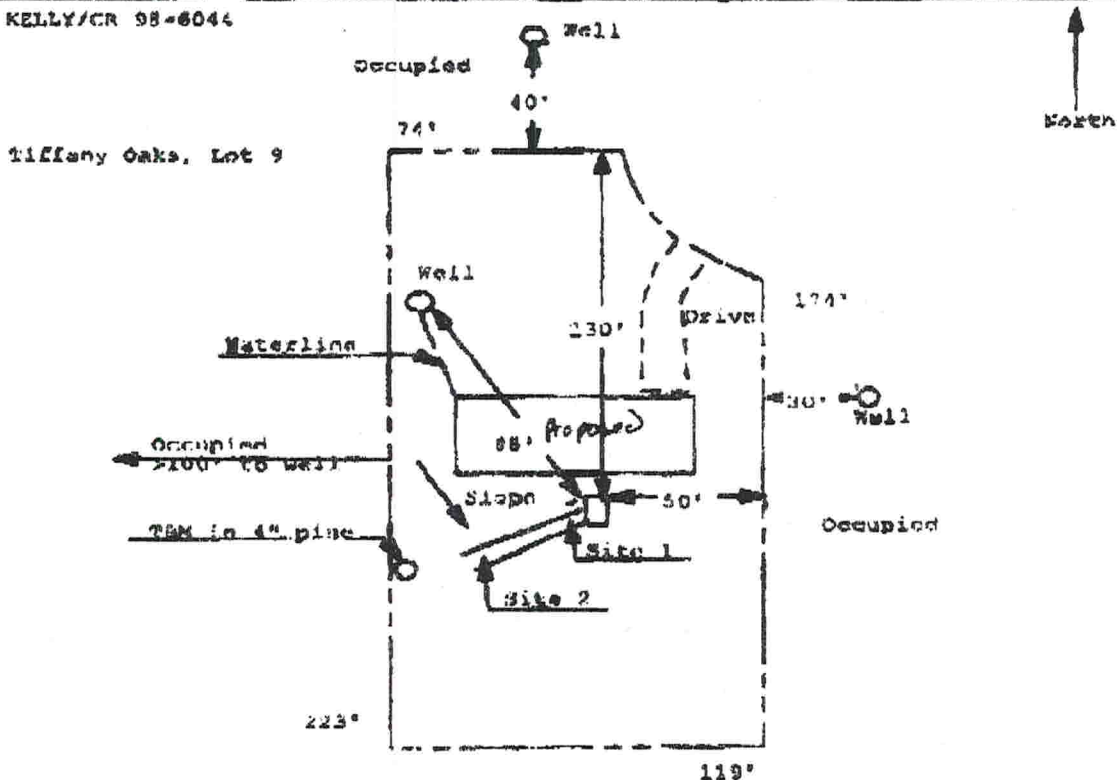 KELLY/CR 98-6044
Well
Occupied
North
40'
74'
Tiffany Oaks, Lot 9
Well
174'
Drive
130'
Waterline
30'
Well
88' Proposed
Occupied
>100' to well
Slope
50'
Occupied
TBM in 4" pine
Site 1
Site 2
223'
119'